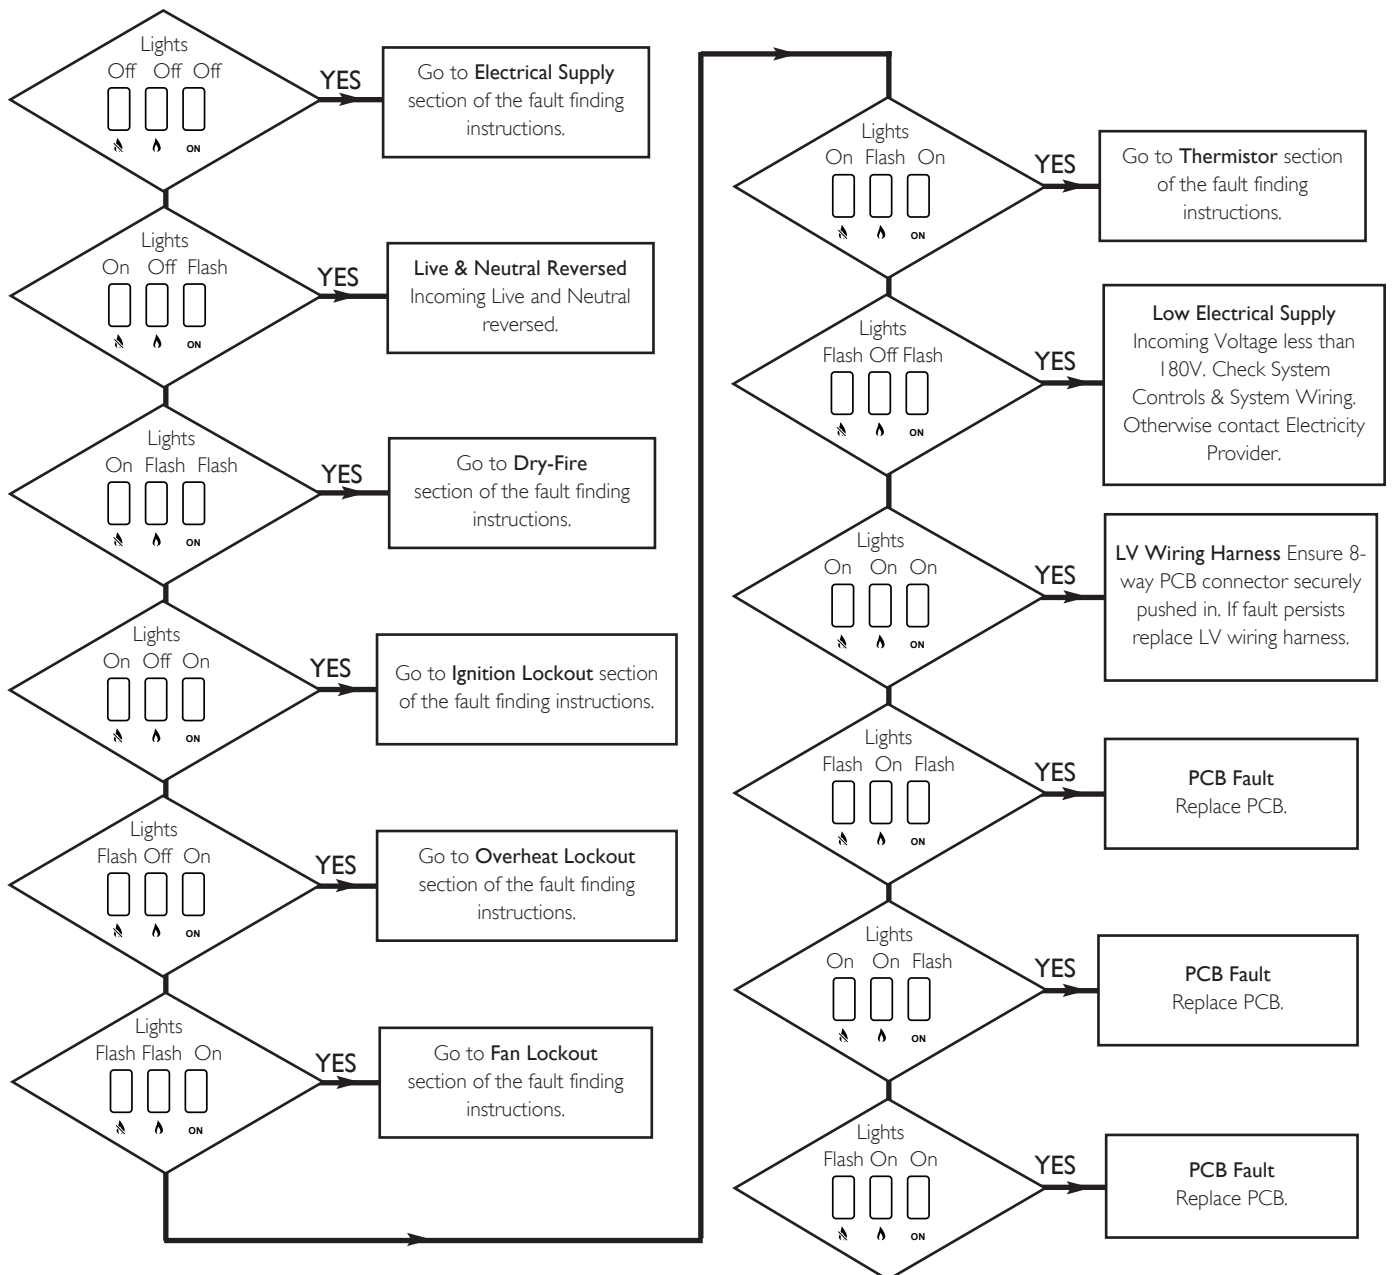 Lights
Off Off Off
ON
YES
Go to Electrical Supply
section of the fault finding
instructions.
Lights
On Off Flash
ON
YES
Live & Neutral Reversed
Incoming Live and Neutral
reversed.
Lights
On Flash Flash
ON
YES
Go to Dry-Fire
section of the fault finding
instructions.
Lights
On Off On
ON
YES
Go to Ignition Lockout section
of the fault finding instructions.
Lights
Flash Off On
ON
YES
Go to Overheat Lockout
section of the fault finding
instructions.
Lights
Flash Flash On
ON
YES
Go to Fan Lockout
section of the fault finding
instructions.
Lights
On Flash On
ON
YES
Go to Thermistor section
of the fault finding
instructions.
Lights
Flash Off Flash
ON
YES
Low Electrical Supply
Incoming Voltage less than
180V. Check System
Controls & System Wiring.
Otherwise contact Electricity
Provider.
Lights
On On On
ON
YES
LV Wiring Harness Ensure 8-
way PCB connector securely
pushed in. If fault persists
replace LV wiring harness.
Lights
Flash On Flash
ON
YES
PCB Fault
Replace PCB.
Lights
On On Flash
ON
YES
PCB Fault
Replace PCB.
Lights
Flash On On
ON
YES
PCB Fault
Replace PCB.